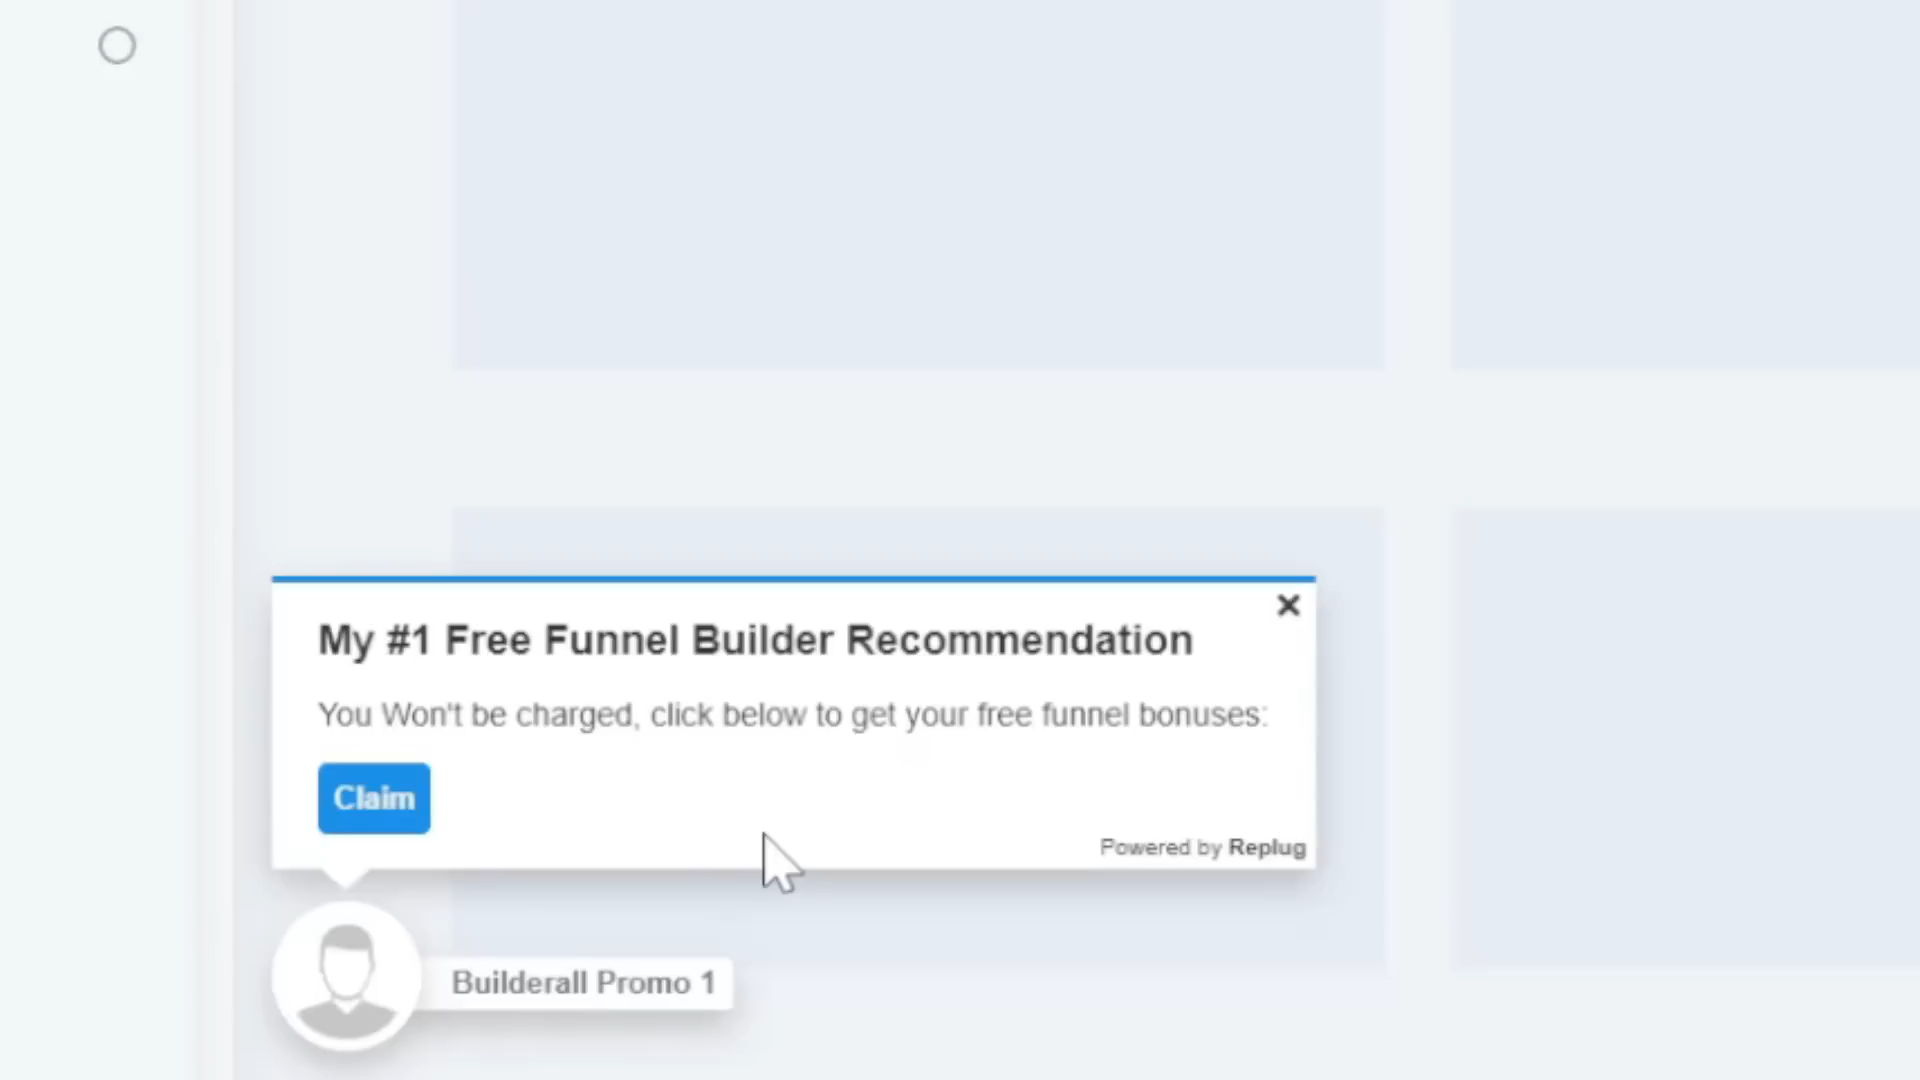 My #1 Free Funnel Builder Recommendation
You Won't be charged, click below to get your free funnel bonuses:
Claim
Powered by Replug
Builderall Promo 1